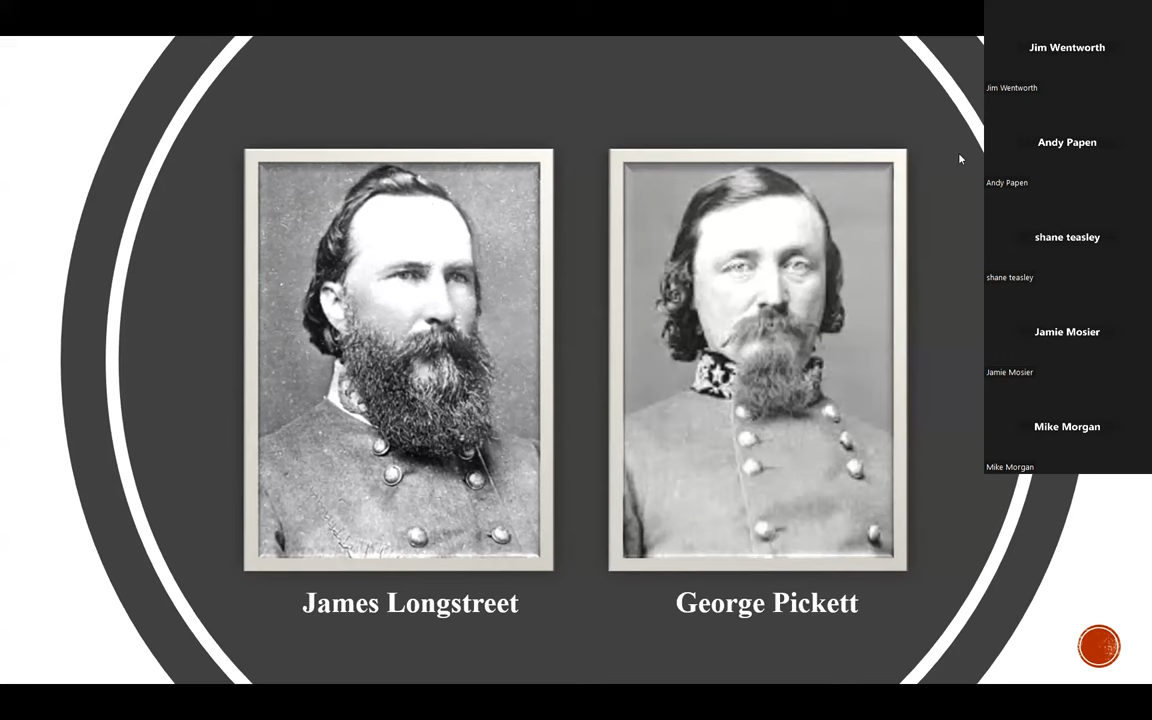 James Longstreet
George Pickett
Jim Wentworth
Jim Wentworth
Andy Papen
Andy Papen
shane teasley
shane teasley
Jamie Mosier
Jamie Mosier
Mike Morgan
Mike Morgan